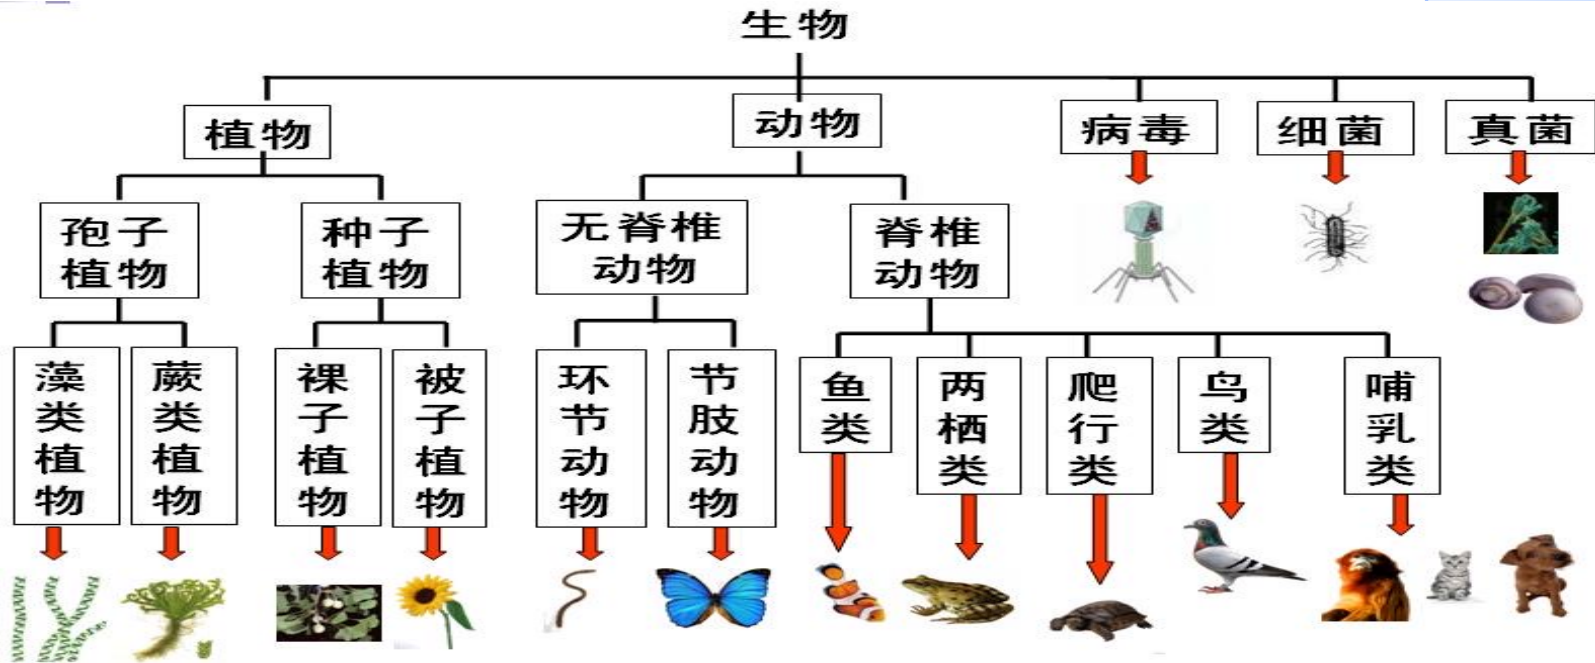 生物
植物
动物
病毒
细菌
真菌
孢子
植物
种子
植物
无脊椎
动物
脊椎
动物
藻类植物
蕨类植物
裸子植物
被子植物
环节动物
节肢动物
鱼类
两栖类
爬行类
鸟类
哺乳类